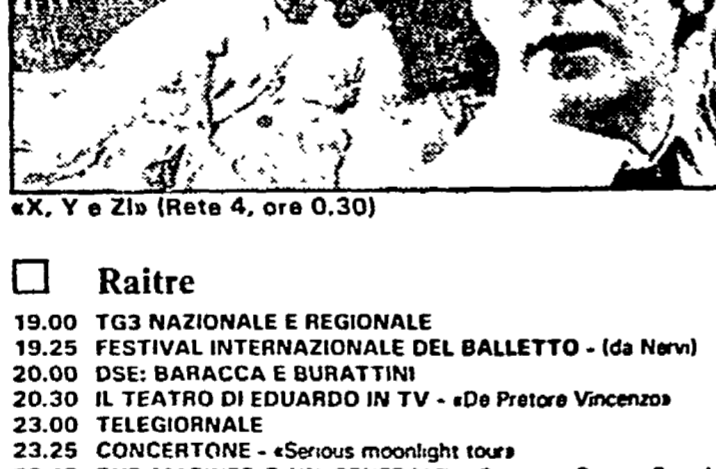 «X, Y e Zi» (Rete 4, ore 0.30)
Raitre
19.00 TG3 NAZIONALE E REGIONALE
19.25 FESTIVAL INTERNAZIONALE DEL BALLETTO - (da Nervi)
20.00 DSE: BARACCA E BURATTINI
20.30 IL TEATRO DI EDUARDO IN TV - «De Pretore Vincenzo»
23.00 TELEGIORNALE
23.25 CONCERTONE - «Serious moonlight tour»